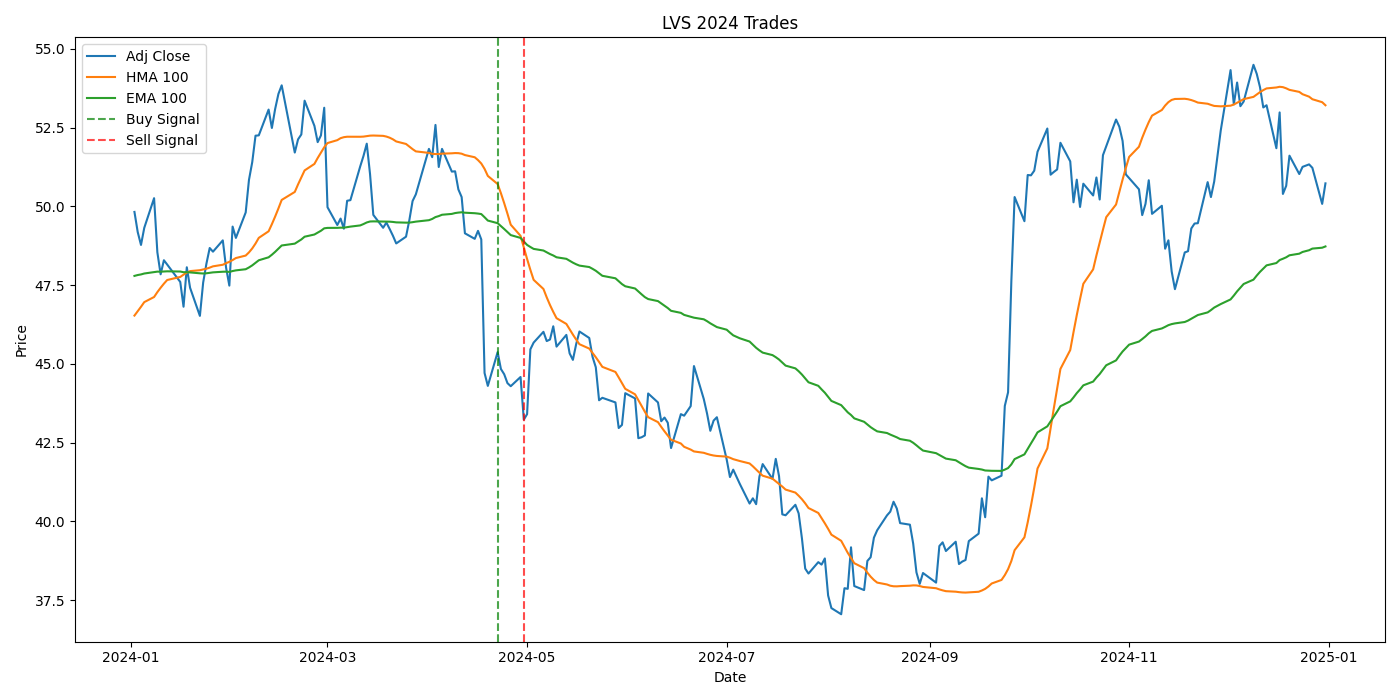 LVS 2024 Trades
Adj Close
HMA 100
EMA 100
Buy Signal
Sell Signal
Price
55.0
52.5
50.0
47.5
45.0
42.5
40.0
37.5
2024-01 2024-03 2024-05 2024-07 2024-09 2024-11 2025-01
Date